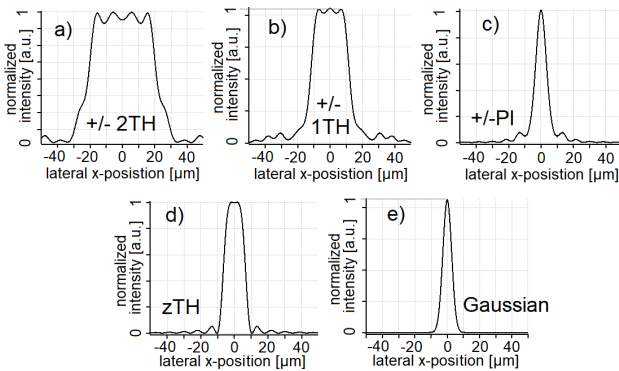 a)
normalized
intensity [a.u.]
1
0
+/- 2TH
-40 -20 0 20 40
lateral x-posistion [µm]
b)
normalized
intensity [a.u.]
1
0
+/-
1TH
-40 -20 0 20 40
lateral x-posistion [µm]
c)
normalized
intensity [a.u.]
1
0
+/-PI
-40 -20 0 20 40
lateral x-position [µm]
d)
normalized
intensity [a.u.]
1
0
zTH
-40 -20 0 20 40
lateral x-position [µm]
e)
normalized
intensity [a.u.]
1
0
Gaussian
-40 -20 0 20 40
lateral x-position [µm]